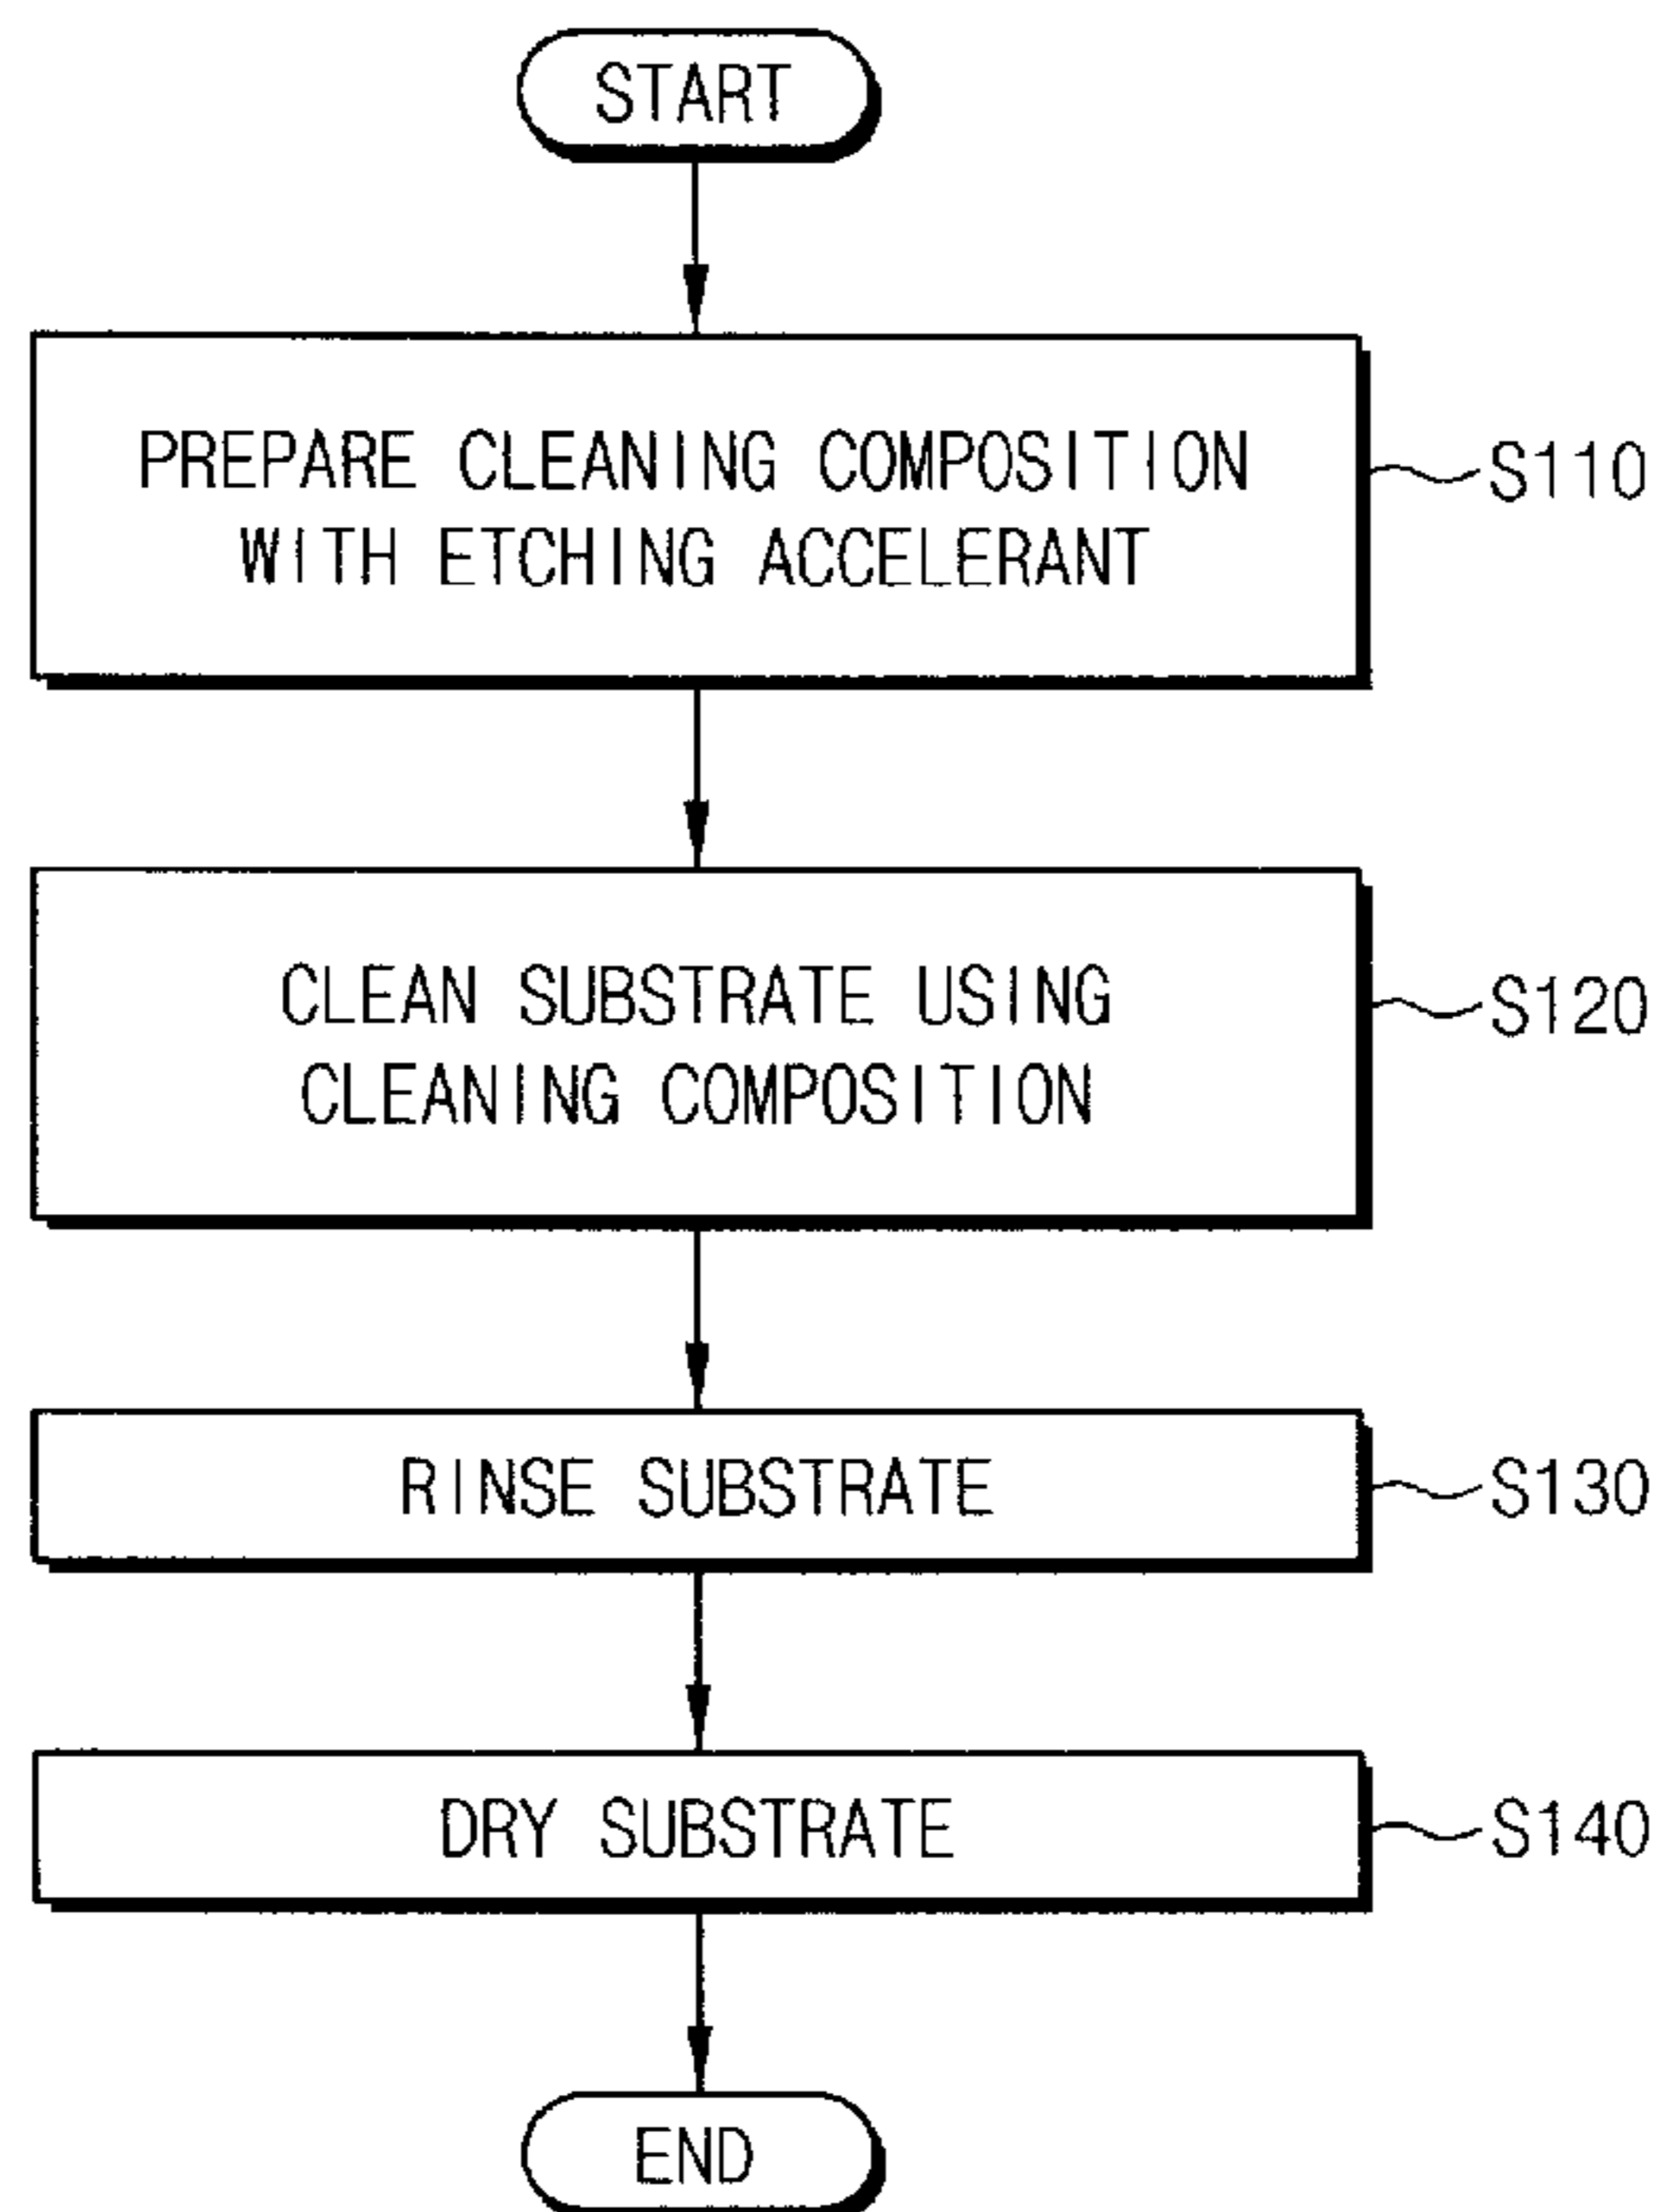 START
PREPARE CLEANING COMPOSITION
WITH ETCHING ACCELERANT
S110
CLEAN SUBSTRATE USING
CLEANING COMPOSITION
S120
RINSE SUBSTRATE
S130
DRY SUBSTRATE
S140
END